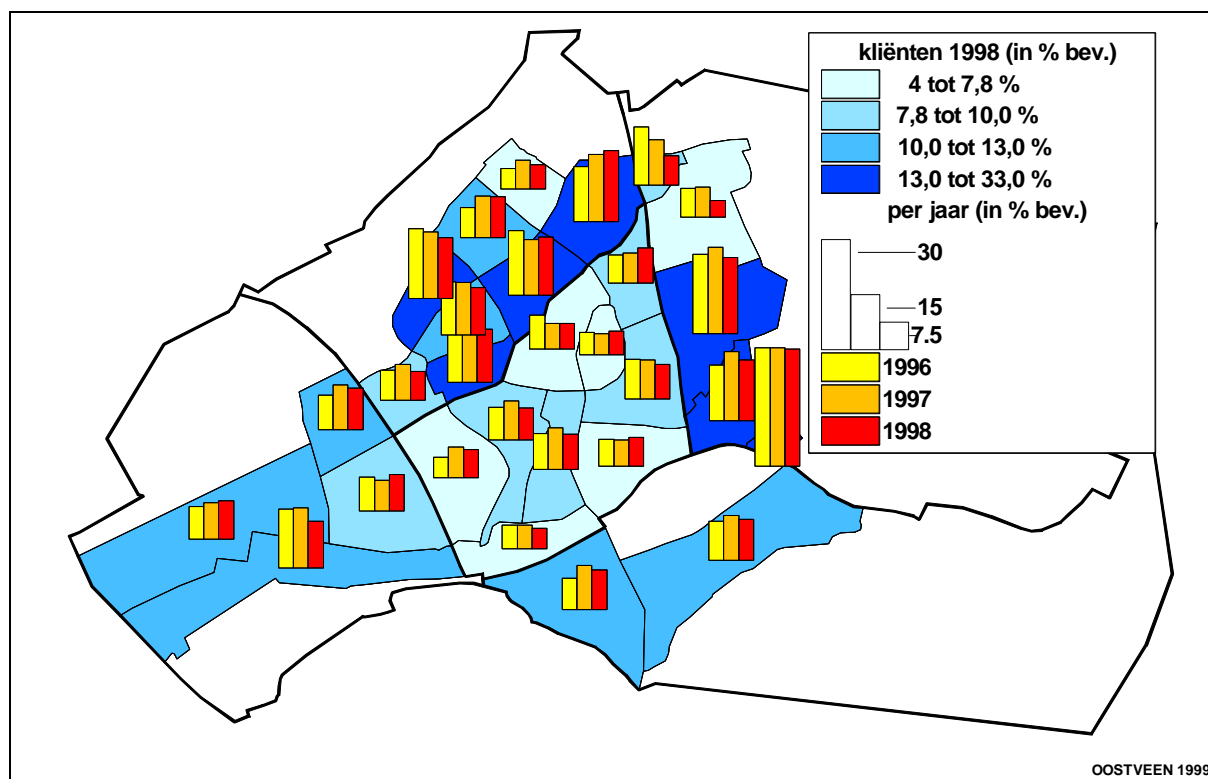 kliënten 1998 (in % bev.)
4 tot 7,8 %
7,8 tot 10,0 %
10,0 tot 13,0 %
13,0 tot 33,0 %
per jaar (in % bev.)
30
15
7.5
1996
1997
1998
OOSTVEEN 1999